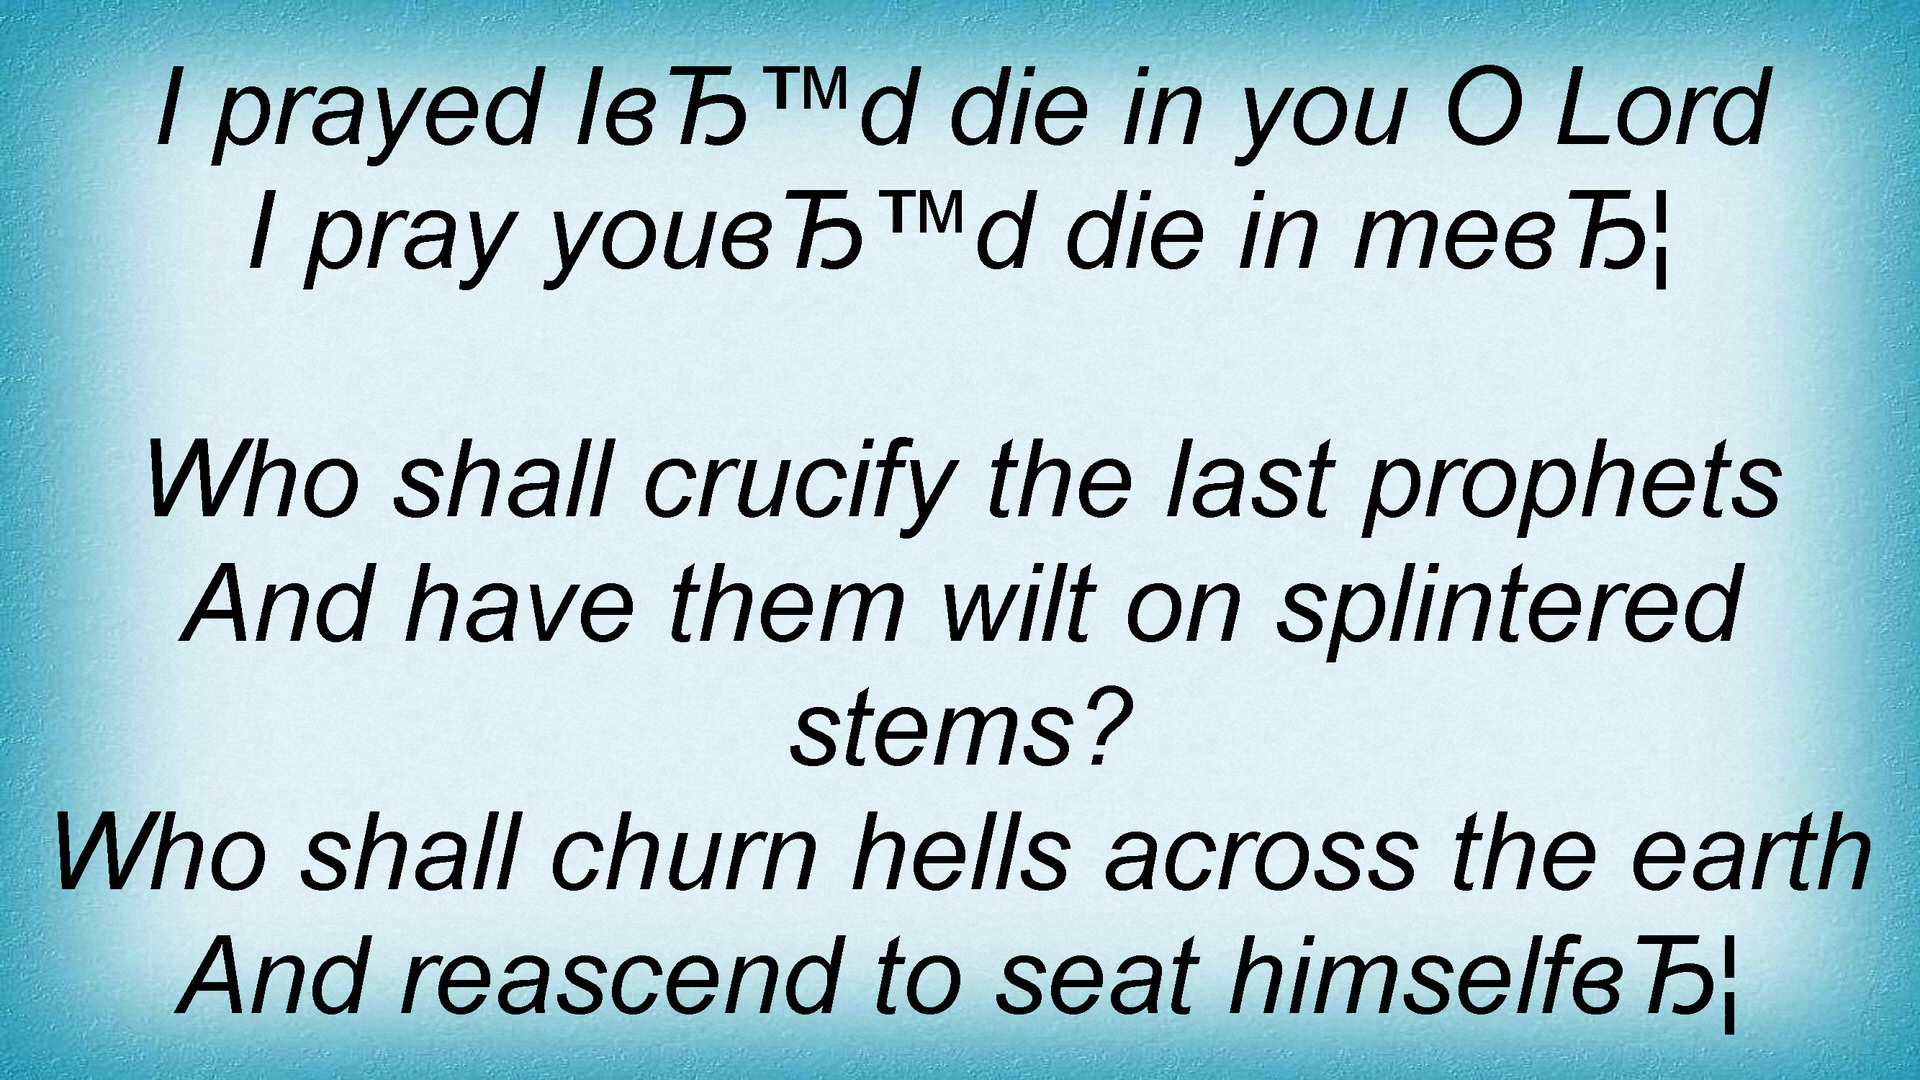 I prayed IвЂ™d die in you O Lord
I pray youвЂ™d die in meвЂ¦
Who shall crucify the last prophets
And have them wilt on splintered
stems?
Who shall churn hells across the earth
And reascend to seat himselfвЂ¦